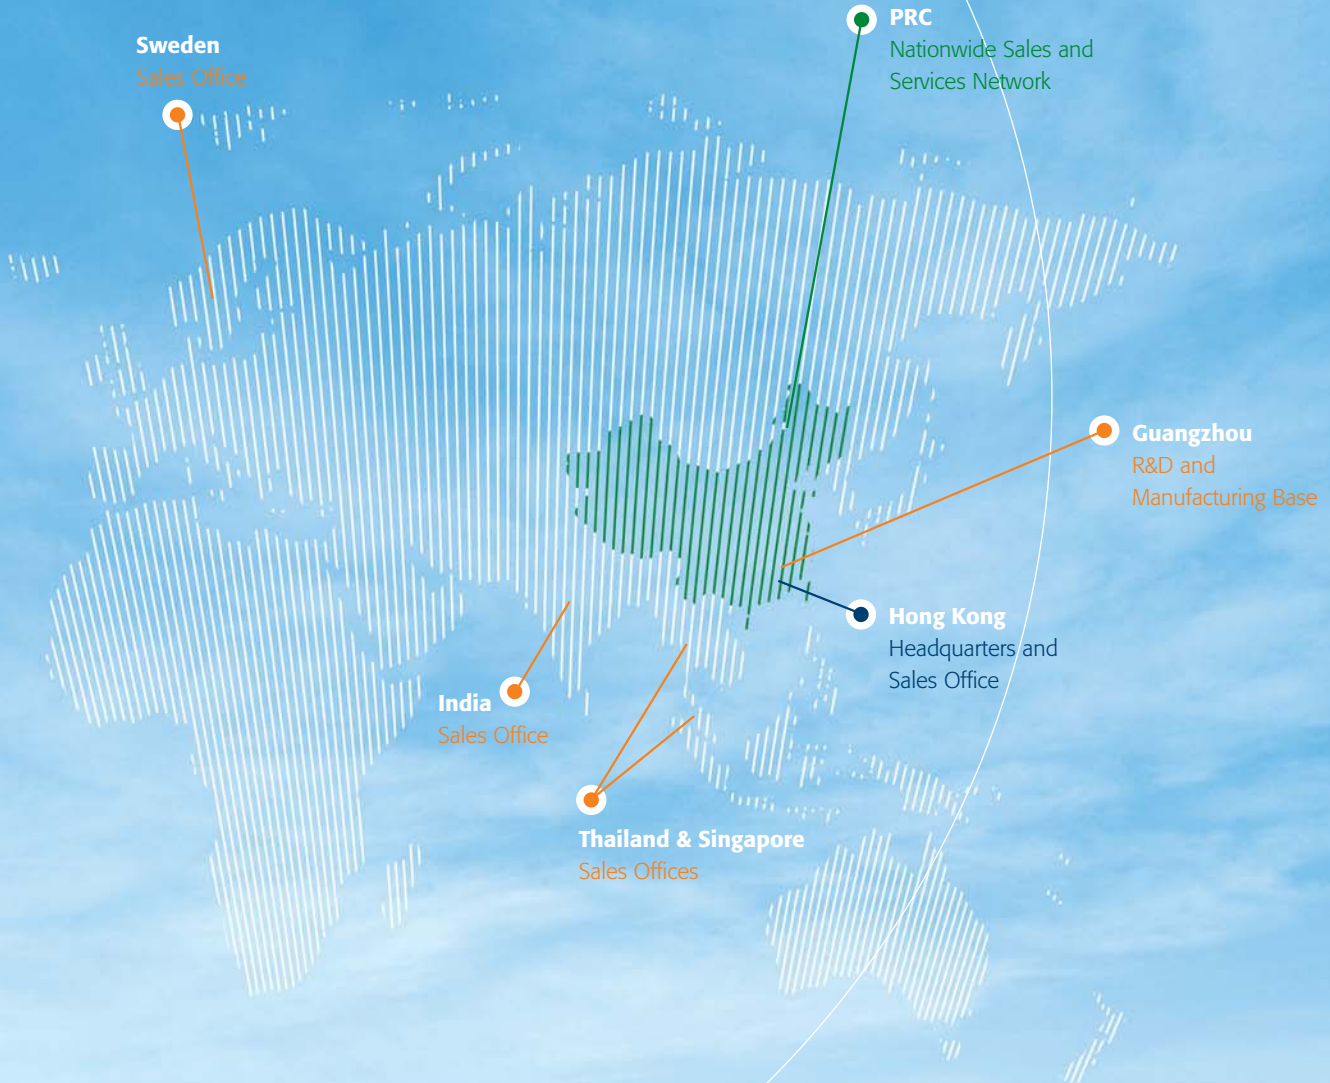 PRC
Nationwide Sales and
Services Network
Sweden
Sales Office
Guangzhou
R&D and
Manufacturing Base
Hong Kong
Headquarters and
Sales Office
India
Sales Office
Thailand & Singapore
Sales Offices